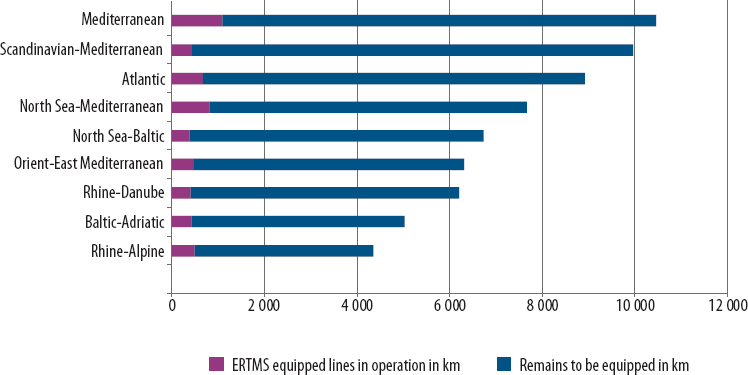 Mediterranean
Scandinavian-Mediterranean
Atlantic
North Sea-Mediterranean
North Sea-Baltic
Orient-East Mediterranean
Rhine-Danube
Baltic-Adriatic
Rhine-Alpine
0 2 000 4 000 6 000 8 000 10 000 12 000
ERTMS equipped lines in operation in km Remains to be equipped in km